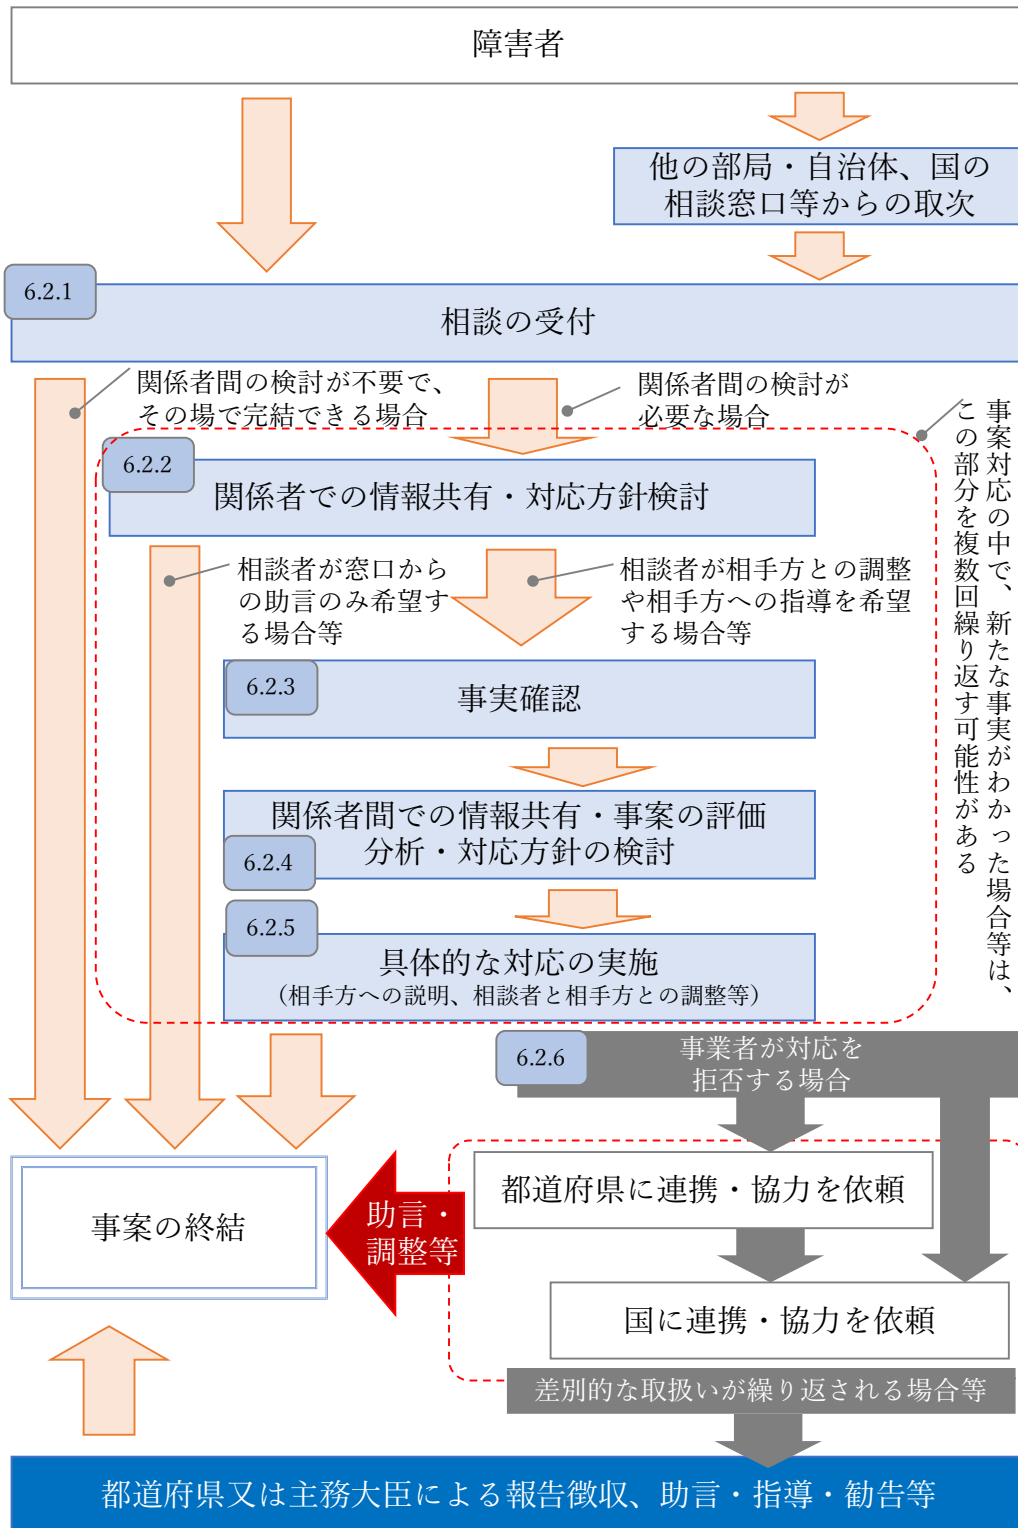 障害者
他の部局・自治体、国の
相談窓口等からの取次
6.2.1
相談の受付
関係者間の検討が不要で、
その場で完結できる場合
関係者間の検討が
必要な場合
事案対応の中で、新たな事実がわかった場合等は、
この部分を複数回繰り返す可能性がある
6.2.2
関係者での情報共有・対応方針検討
相談者が窓口から
の助言のみ希望す
る場合等
相談者が相手方との調整
や相手方への指導を希望
する場合等
6.2.3
事実確認
関係者間での情報共有・事案の評価
分析・対応方針の検討
6.2.4
6.2.5
具体的な対応の実施
（相手方への説明、相談者と相手方との調整等）
6.2.6
事業者が対応を
拒否する場合
都道府県に連携・協力を依頼
助言・
調整等
事案の終結
国に連携・協力を依頼
差別的な取扱いが繰り返される場合等
都道府県又は主務大臣による報告徴収、助言・指導・勧告等